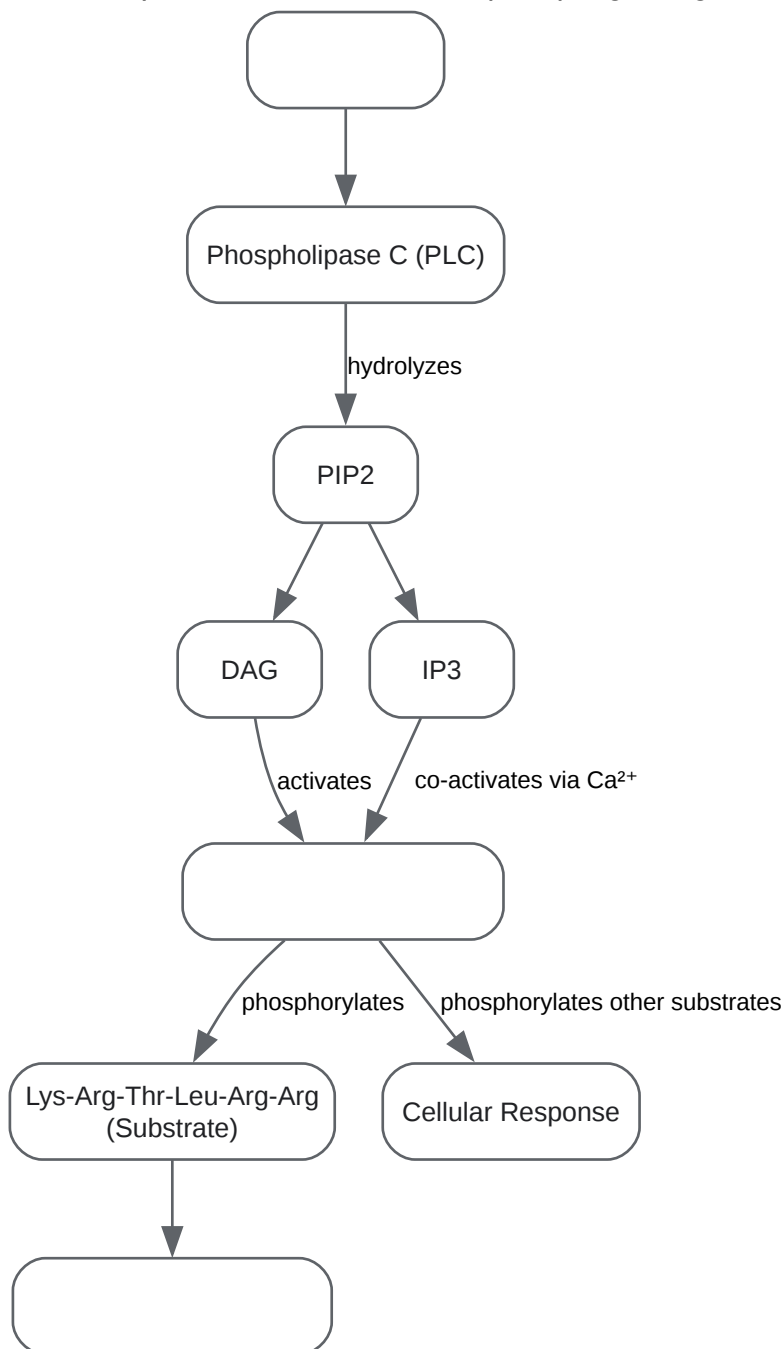 Phospholipase C (PLC)
hydrolyzes
PIP2
DAG
IP3
activates
co-activates via Ca²⁺
phosphorylates
phosphorylates other substrates
Lys-Arg-Thr-Leu-Arg-Arg
(Substrate)
Cellular Response